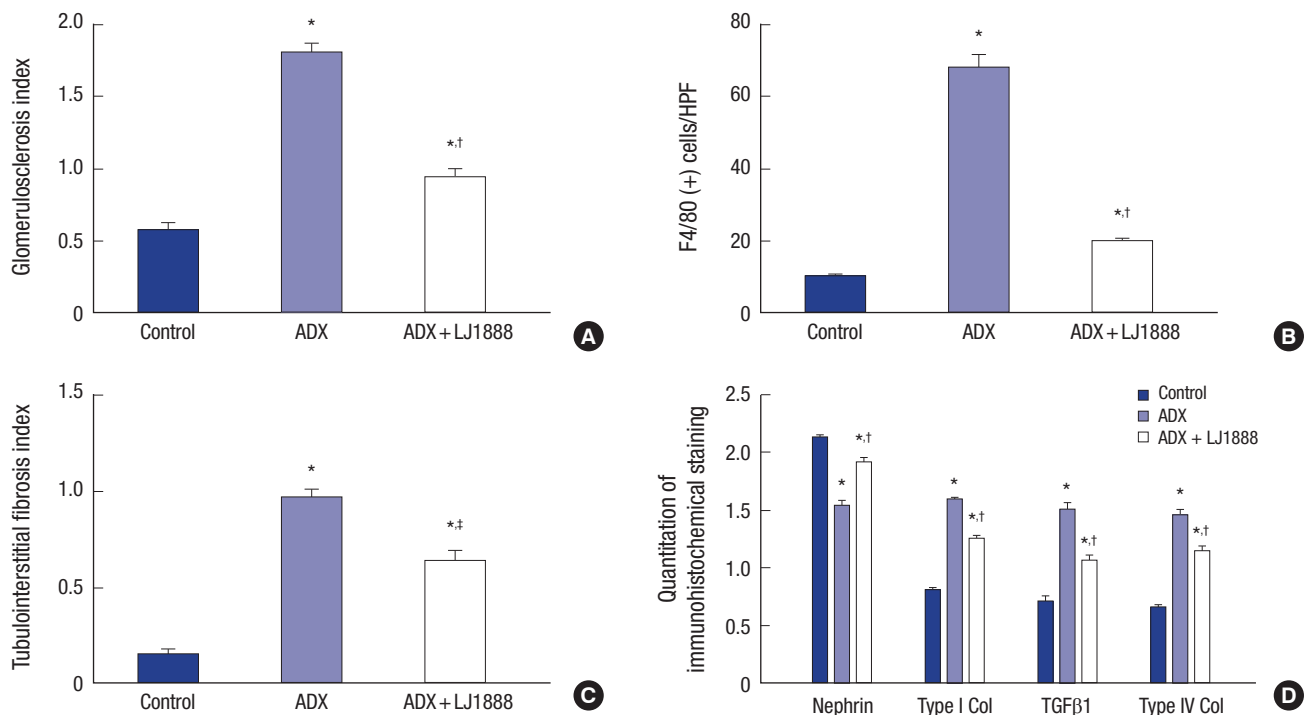 Glomerulosclerosis index
2.0
1.5
1.0
0.5
0
*
*,†
Control
ADX
ADX + LJ1888
A
F4/80 (+) cells/HPF
80
60
40
20
0
*
*,†
Control
ADX
ADX + LJ1888
B
Tubulointerstitial fibrosis index
1.5
1.0
0.5
0
*
*,‡
Control
ADX
ADX + LJ1888
C
Quantitation of
immunohistochemical staining
2.5
2.0
1.5
1.0
0.5
0
Control
ADX
ADX + LJ1888
*
*,†
*
*,†
*
*,†
*
*,†
Nephrin
Type I Col
TGFβ1
Type IV Col
D